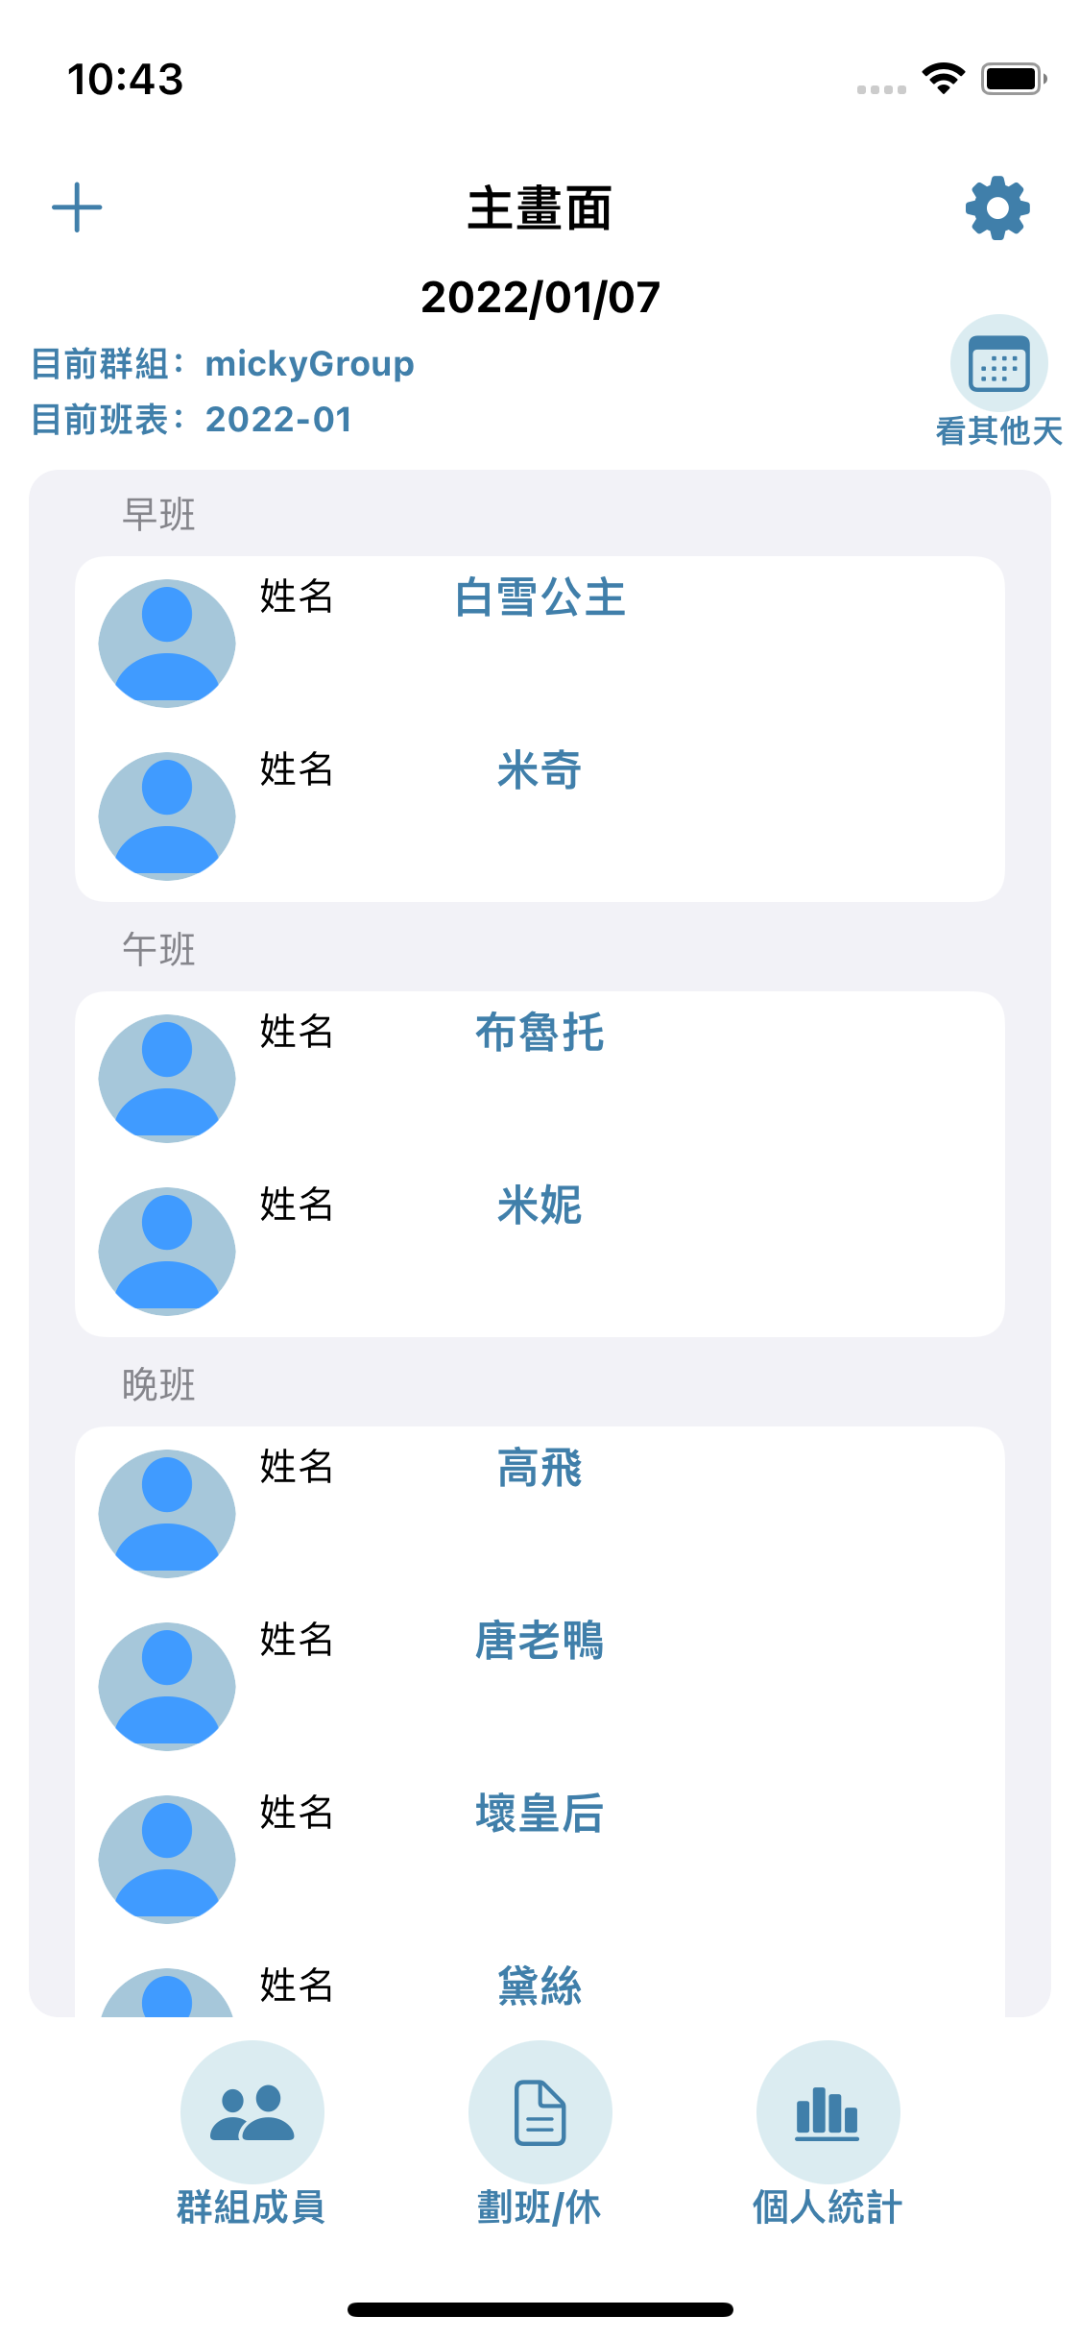 10:43
主畫面
2022/01/07
目前群組：mickyGroup
目前班表：2022-01
看其他天
早班
姓名 白雪公主
姓名 米奇
午班
姓名 布魯托
姓名 米妮
晚班
姓名 高飛
姓名 唐老鴨
姓名 壞皇后
姓名 黛絲
群組成員 劃班/休 個人統計